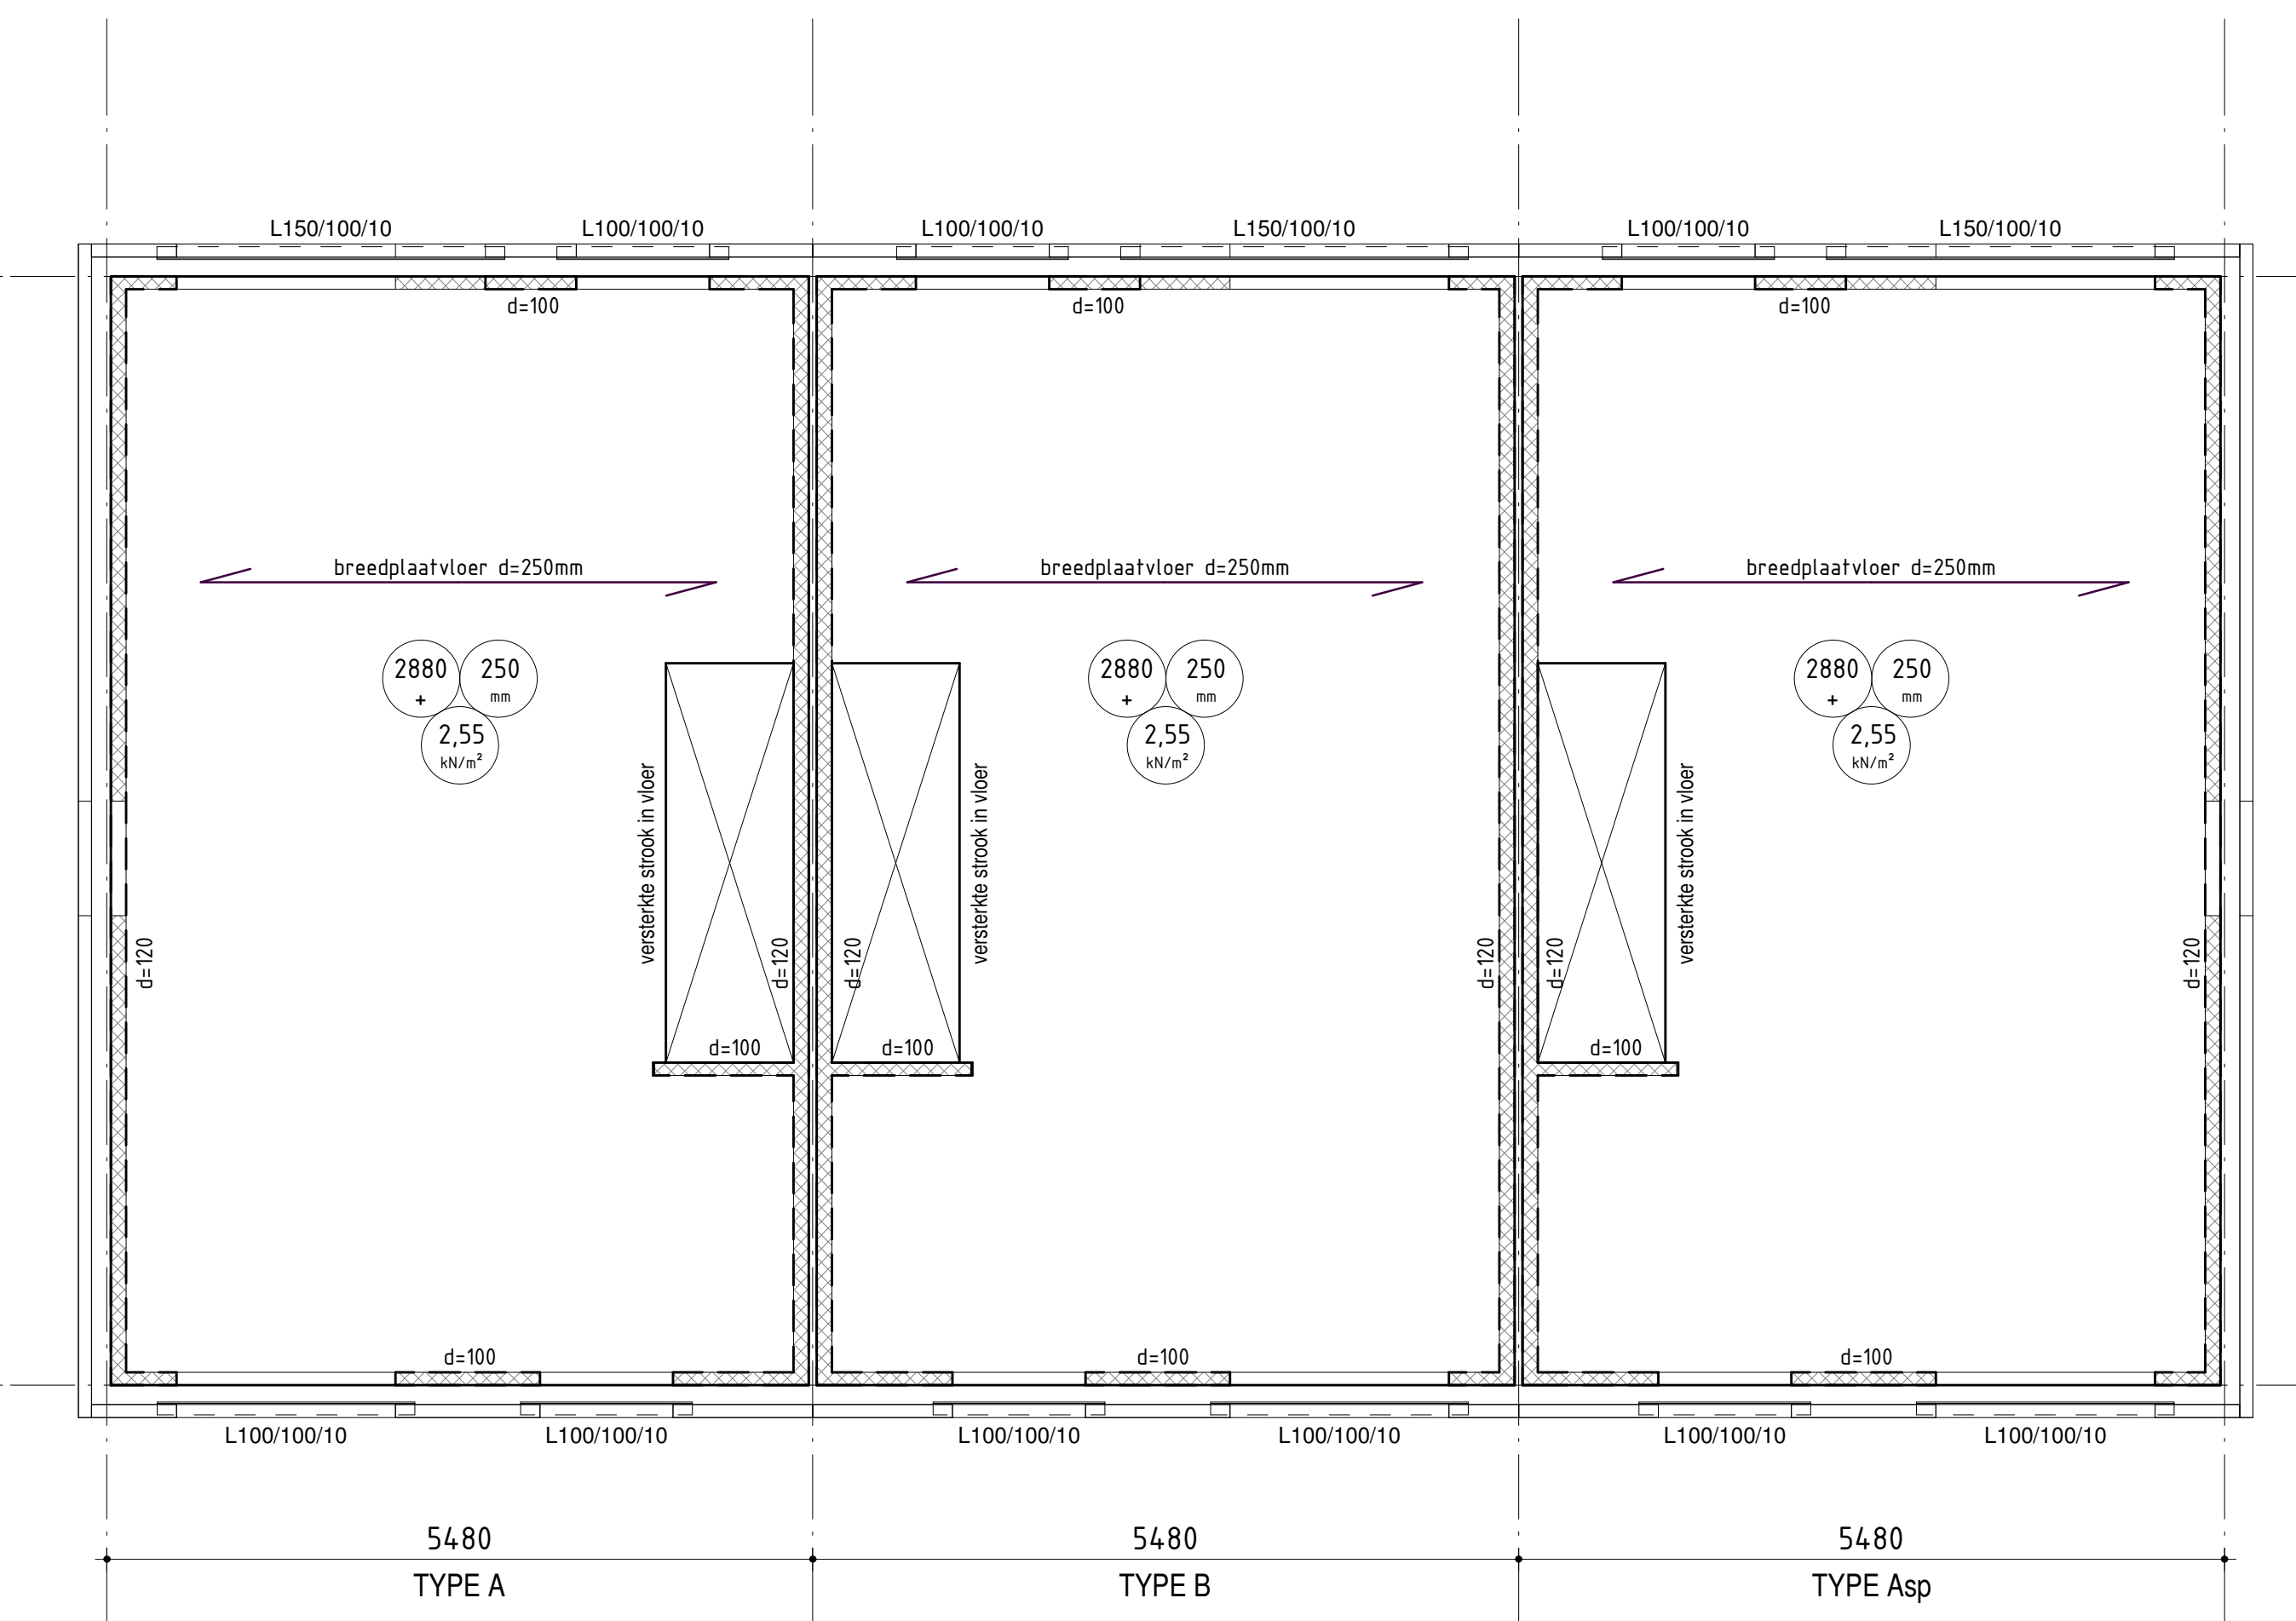 L150/100/10 L100/100/10 L100/100/10 L150/100/10 L100/100/10 L150/100/10
d=100 d=100 d=100
breedplaatvloer d=250mm breedplaatvloer d=250mm breedplaatvloer d=250mm
2880 250 2880 250 2880 250
+ mm + mm + mm
2,55 2,55 2,55
kN/m² kN/m² kN/m²
versterkte strook in vloer versterkte strook in vloer versterkte strook in vloer
d=120 d=120 d=120 d=120 d=120 d=120
d=100 d=100 d=100
d=100 d=100 d=100
L100/100/10 L100/100/10 L100/100/10 L100/100/10 L100/100/10 L100/100/10
5480 5480 5480
TYPE A TYPE B TYPE Asp